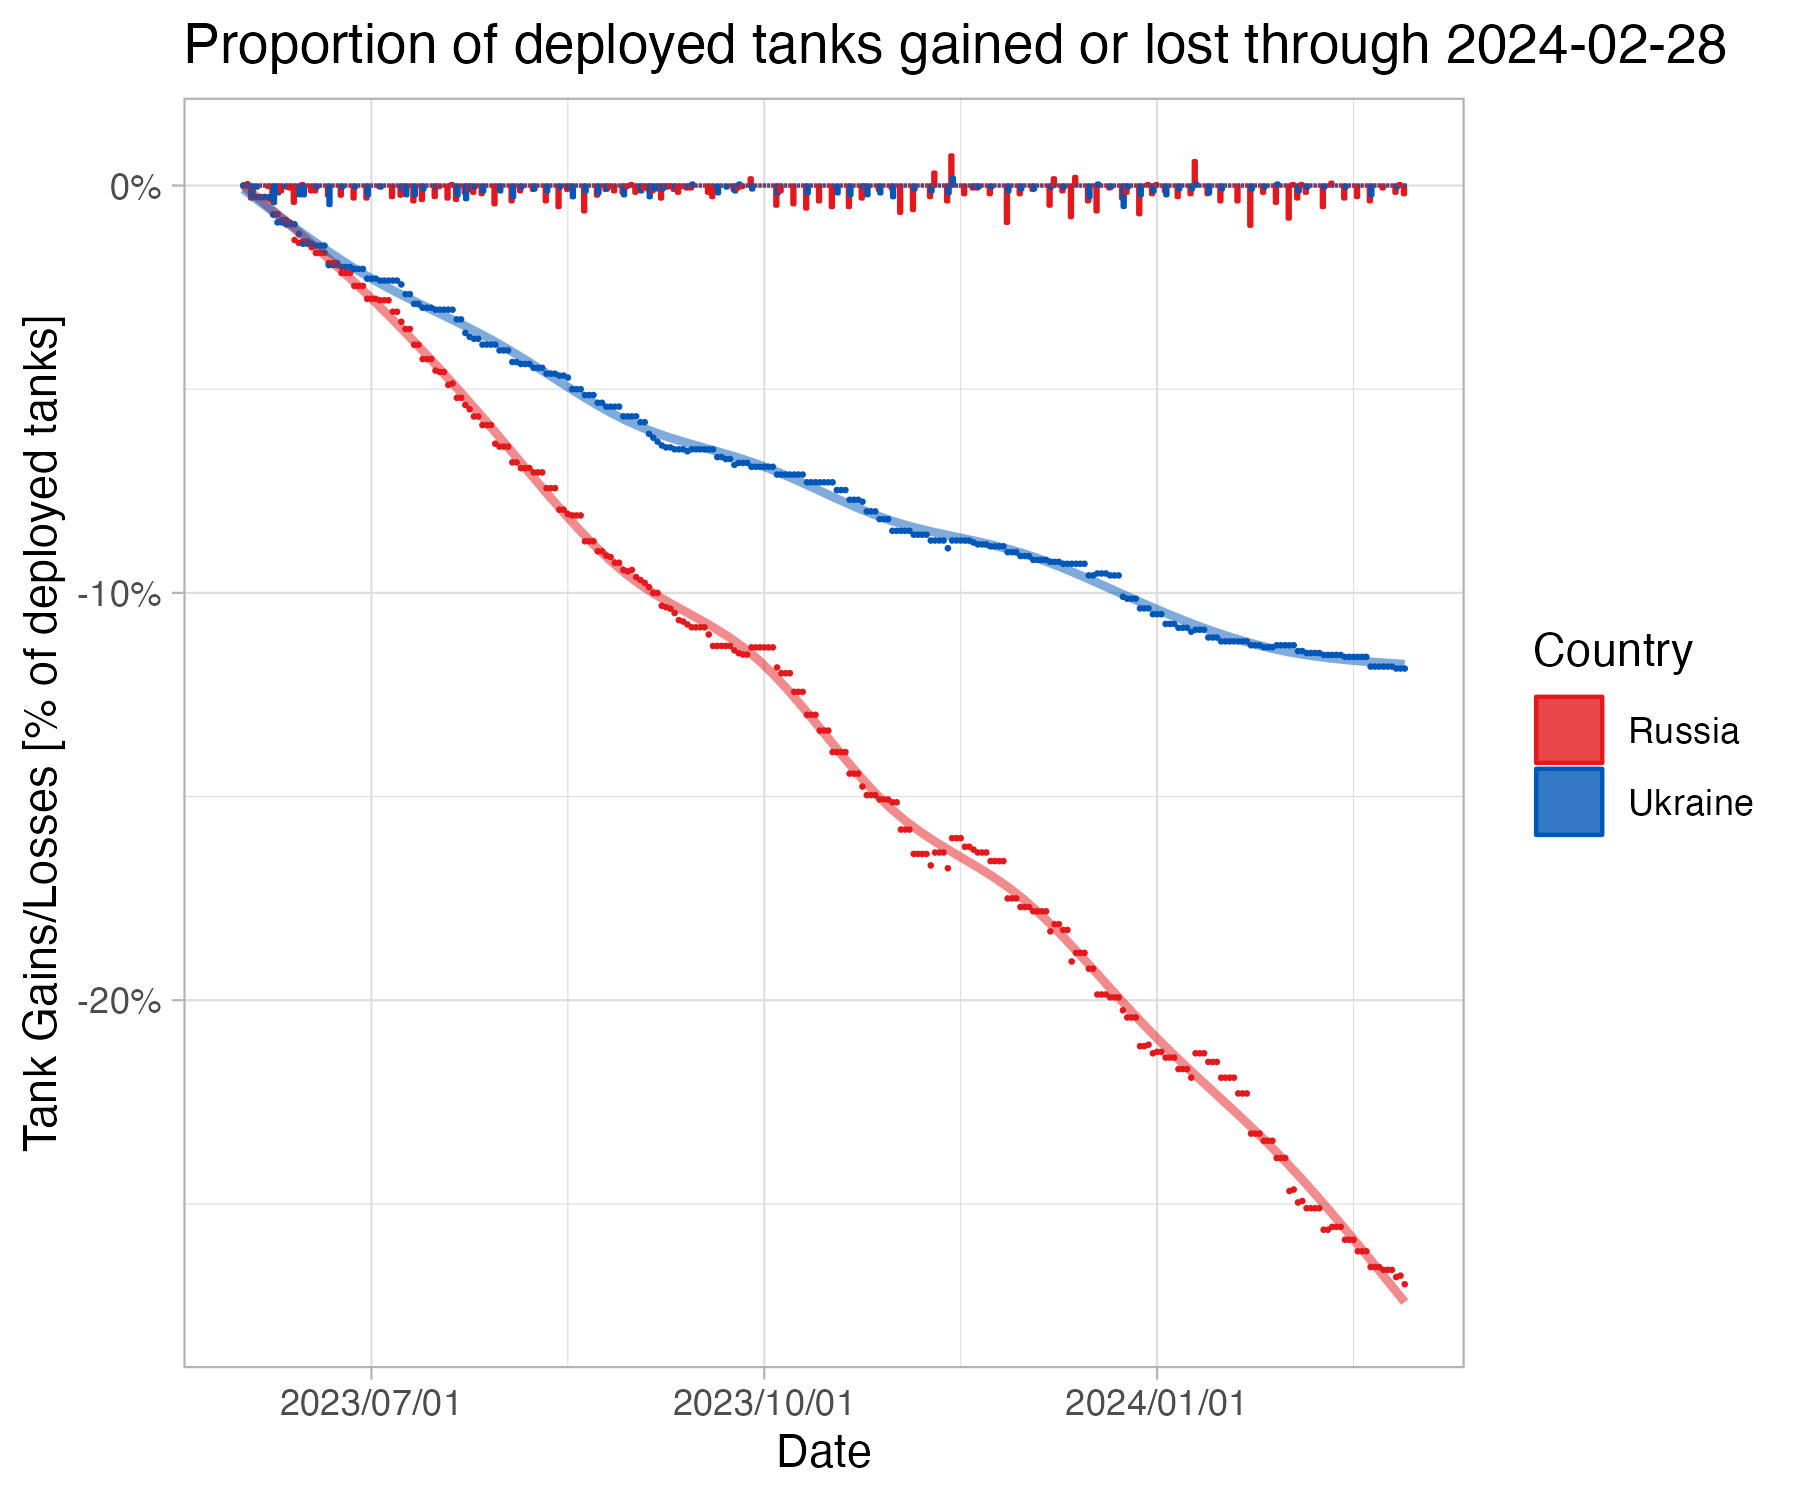 Proportion of deployed tanks gained or lost through 2024-02-28
Tank Gains/Losses [% of deployed tanks]
0%
-10%
-20%
2023/07/01
2023/10/01
2024/01/01
Date
Country
Russia
Ukraine